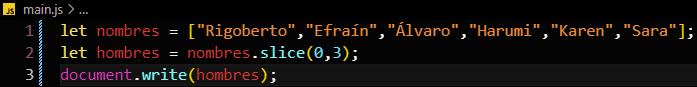 JS main.js > ...
1 let nombres = ["Rigoberto","Efraín","Álvaro","Harumi","Karen","Sara"];
2 let hombres = nombres.slice(0,3);
3 document.write(hombres);